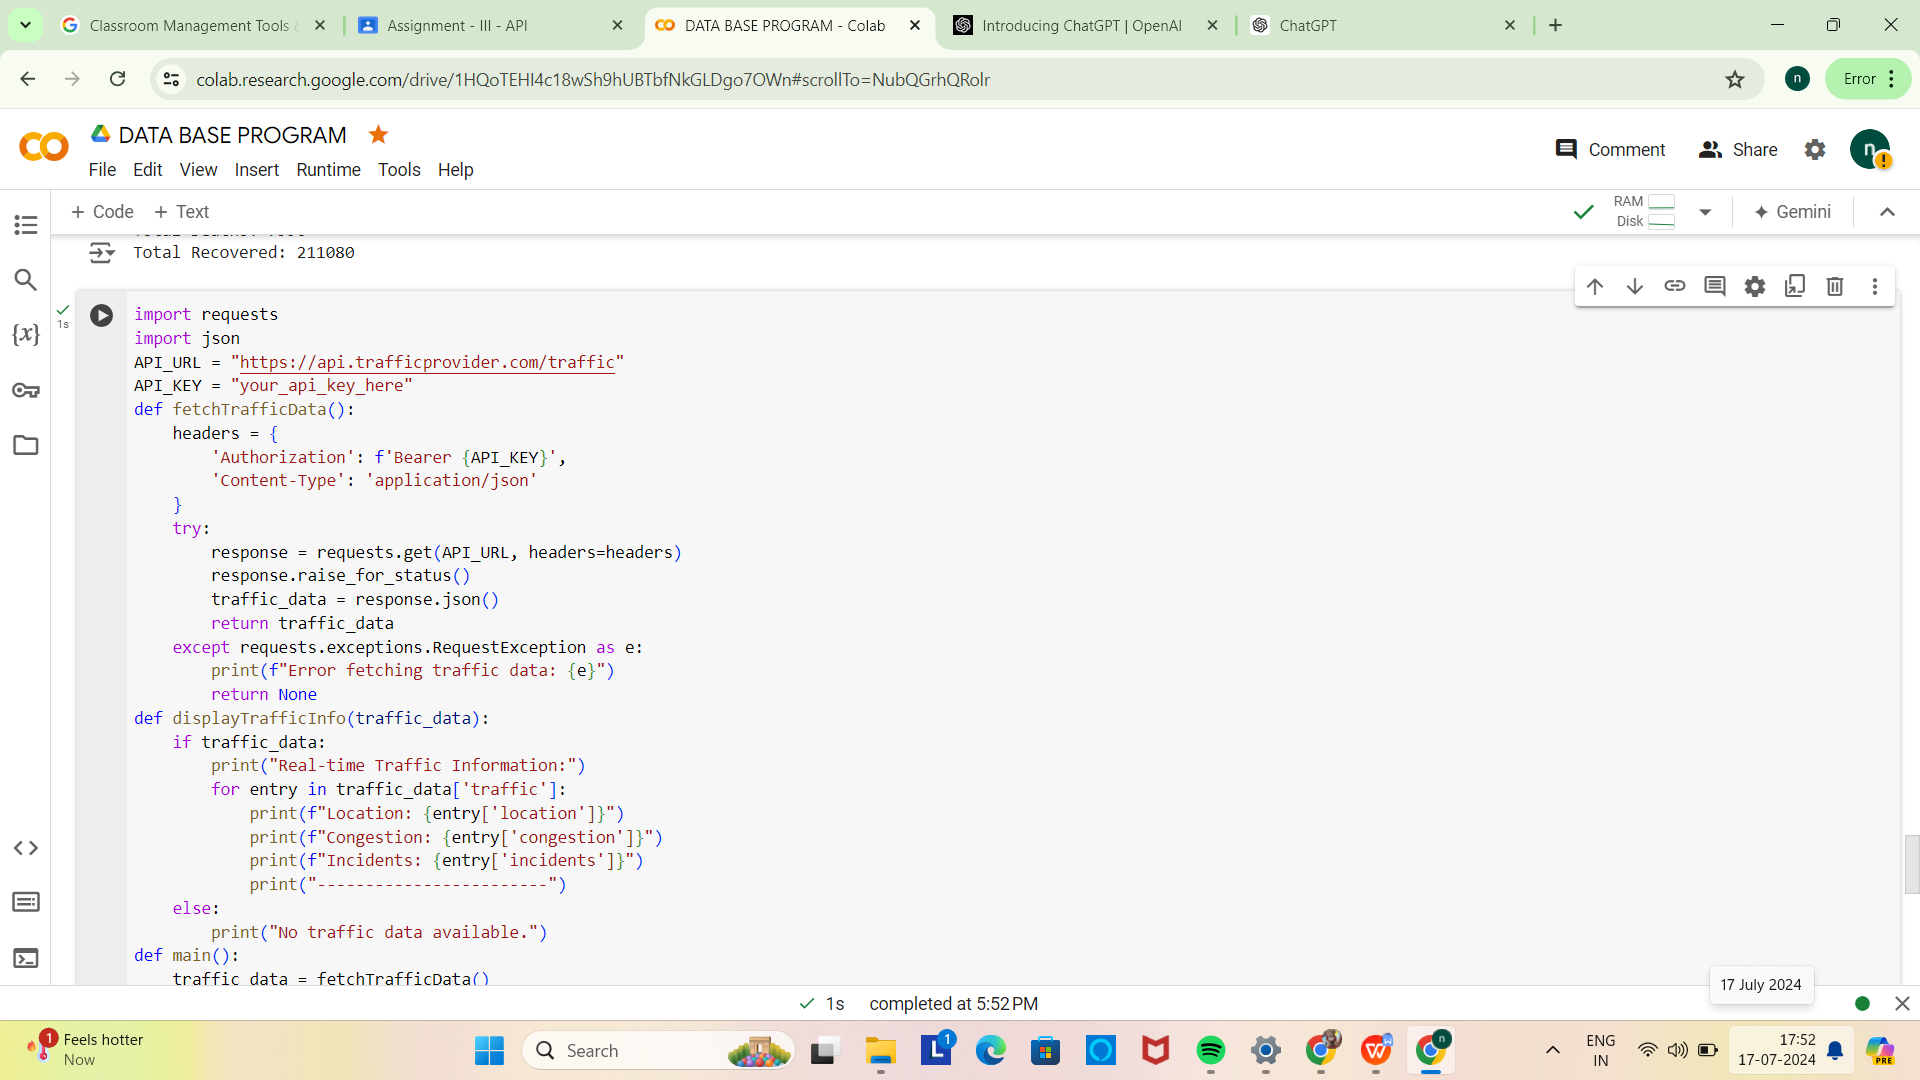 Classroom Management Tools &
Assignment - III - API
DATA BASE PROGRAM - Colab
Introducing ChatGPT | OpenAI
ChatGPT
colab.research.google.com/drive/1HQoTEHI4c18wSh9hUBTbfNkGLDgo7OWn#scrollTo=NubQGrhQRolr
n
Error
DATA BASE PROGRAM
File Edit View Insert Runtime Tools Help
Comment
Share
n
+ Code + Text
RAM
Disk
Gemini
Total Recovered: 211080
1s
import requests
import json
API_URL = "https://api.trafficprovider.com/traffic"
API_KEY = "your_api_key_here"
def fetchTrafficData():
    headers = {
        'Authorization': f'Bearer {API_KEY}',
        'Content-Type': 'application/json'
    }
    try:
        response = requests.get(API_URL, headers=headers)
        response.raise_for_status()
        traffic_data = response.json()
        return traffic_data
    except requests.exceptions.RequestException as e:
        print(f"Error fetching traffic data: {e}")
        return None
def displayTrafficInfo(traffic_data):
    if traffic_data:
        print("Real-time Traffic Information:")
        for entry in traffic_data['traffic']:
            print(f"Location: {entry['location']}")
            print(f"Congestion: {entry['congestion']}")
            print(f"Incidents: {entry['incidents']}")
            print("------------------------")
    else:
        print("No traffic data available.")
def main():
    traffic_data = fetchTrafficData()
17 July 2024
1s completed at 5:52 PM
1
Feels hotter
Now
Search
1
n
ENG
IN
17:52
17-07-2024
PRE